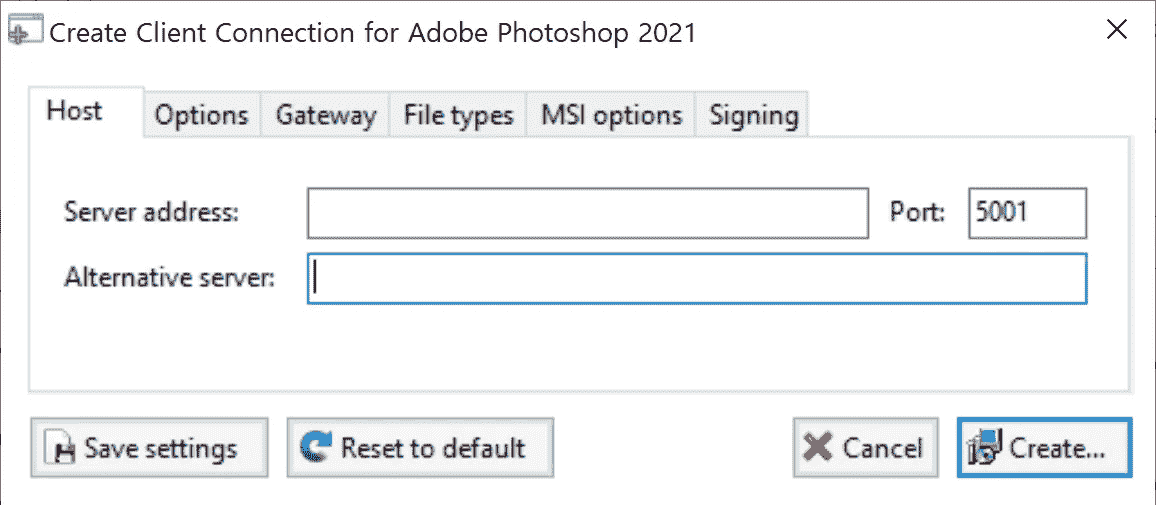 Create Client Connection for Adobe Photoshop 2021
Host Options Gateway File types MSI options Signing
Server address: Port: 5001
Alternative server:
Save settings Reset to default Cancel Create...